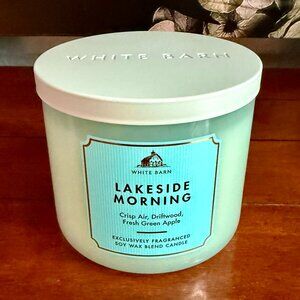 WHITE BARN
WHITE BARN
LAKESIDE
MORNING
Crisp Air, Driftwood,
Fresh Green Apple
EXCLUSIVELY FRAGRANCED
SOY WAX BLEND CANDLE